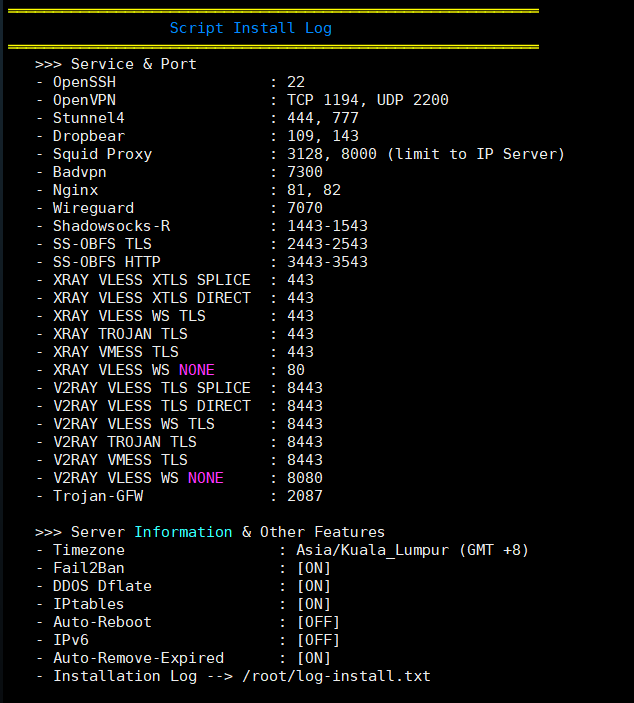 Script Install Log
>>> Service & Port
- OpenSSH : 22
- OpenVPN : TCP 1194, UDP 2200
- Stunnel4 : 444, 777
- Dropbear : 109, 143
- Squid Proxy : 3128, 8000 (limit to IP Server)
- Badvpn : 7300
- Nginx : 81, 82
- Wireguard : 7070
- Shadowsocks-R : 1443-1543
- SS-OBFS TLS : 2443-2543
- SS-OBFS HTTP : 3443-3543
- XRAY VLESS XTLS SPLICE : 443
- XRAY VLESS XTLS DIRECT : 443
- XRAY VLESS WS TLS : 443
- XRAY TROJAN TLS : 443
- XRAY VMESS TLS : 443
- XRAY VLESS WS NONE : 80
- V2RAY VLESS TLS SPLICE : 8443
- V2RAY VLESS TLS DIRECT : 8443
- V2RAY VLESS WS TLS : 8443
- V2RAY TROJAN TLS : 8443
- V2RAY VMESS TLS : 8443
- V2RAY VLESS WS NONE : 8080
- Trojan-GFW : 2087
>>> Server Information & Other Features
- Timezone : Asia/Kuala_Lumpur (GMT +8)
- Fail2Ban : [ON]
- DDOS Dflate : [ON]
- IPtables : [ON]
- Auto-Reboot : [OFF]
- IPv6 : [OFF]
- Auto-Remove-Expired : [ON]
- Installation Log --> /root/log-install.txt